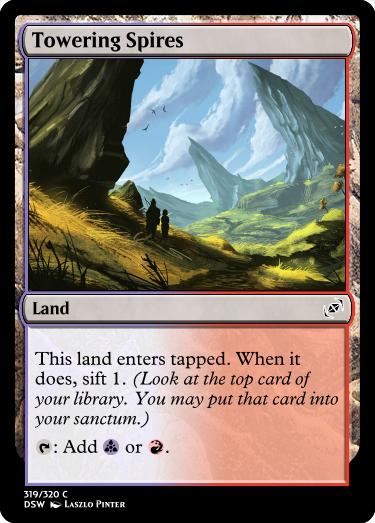 Towering Spires
Land
This land enters tapped. When it
does, sift 1. (Look at the top card of
your library. You may put that card into
your sanctum.)
: Add or .
319/320 C
DSW Laszlo Pinter